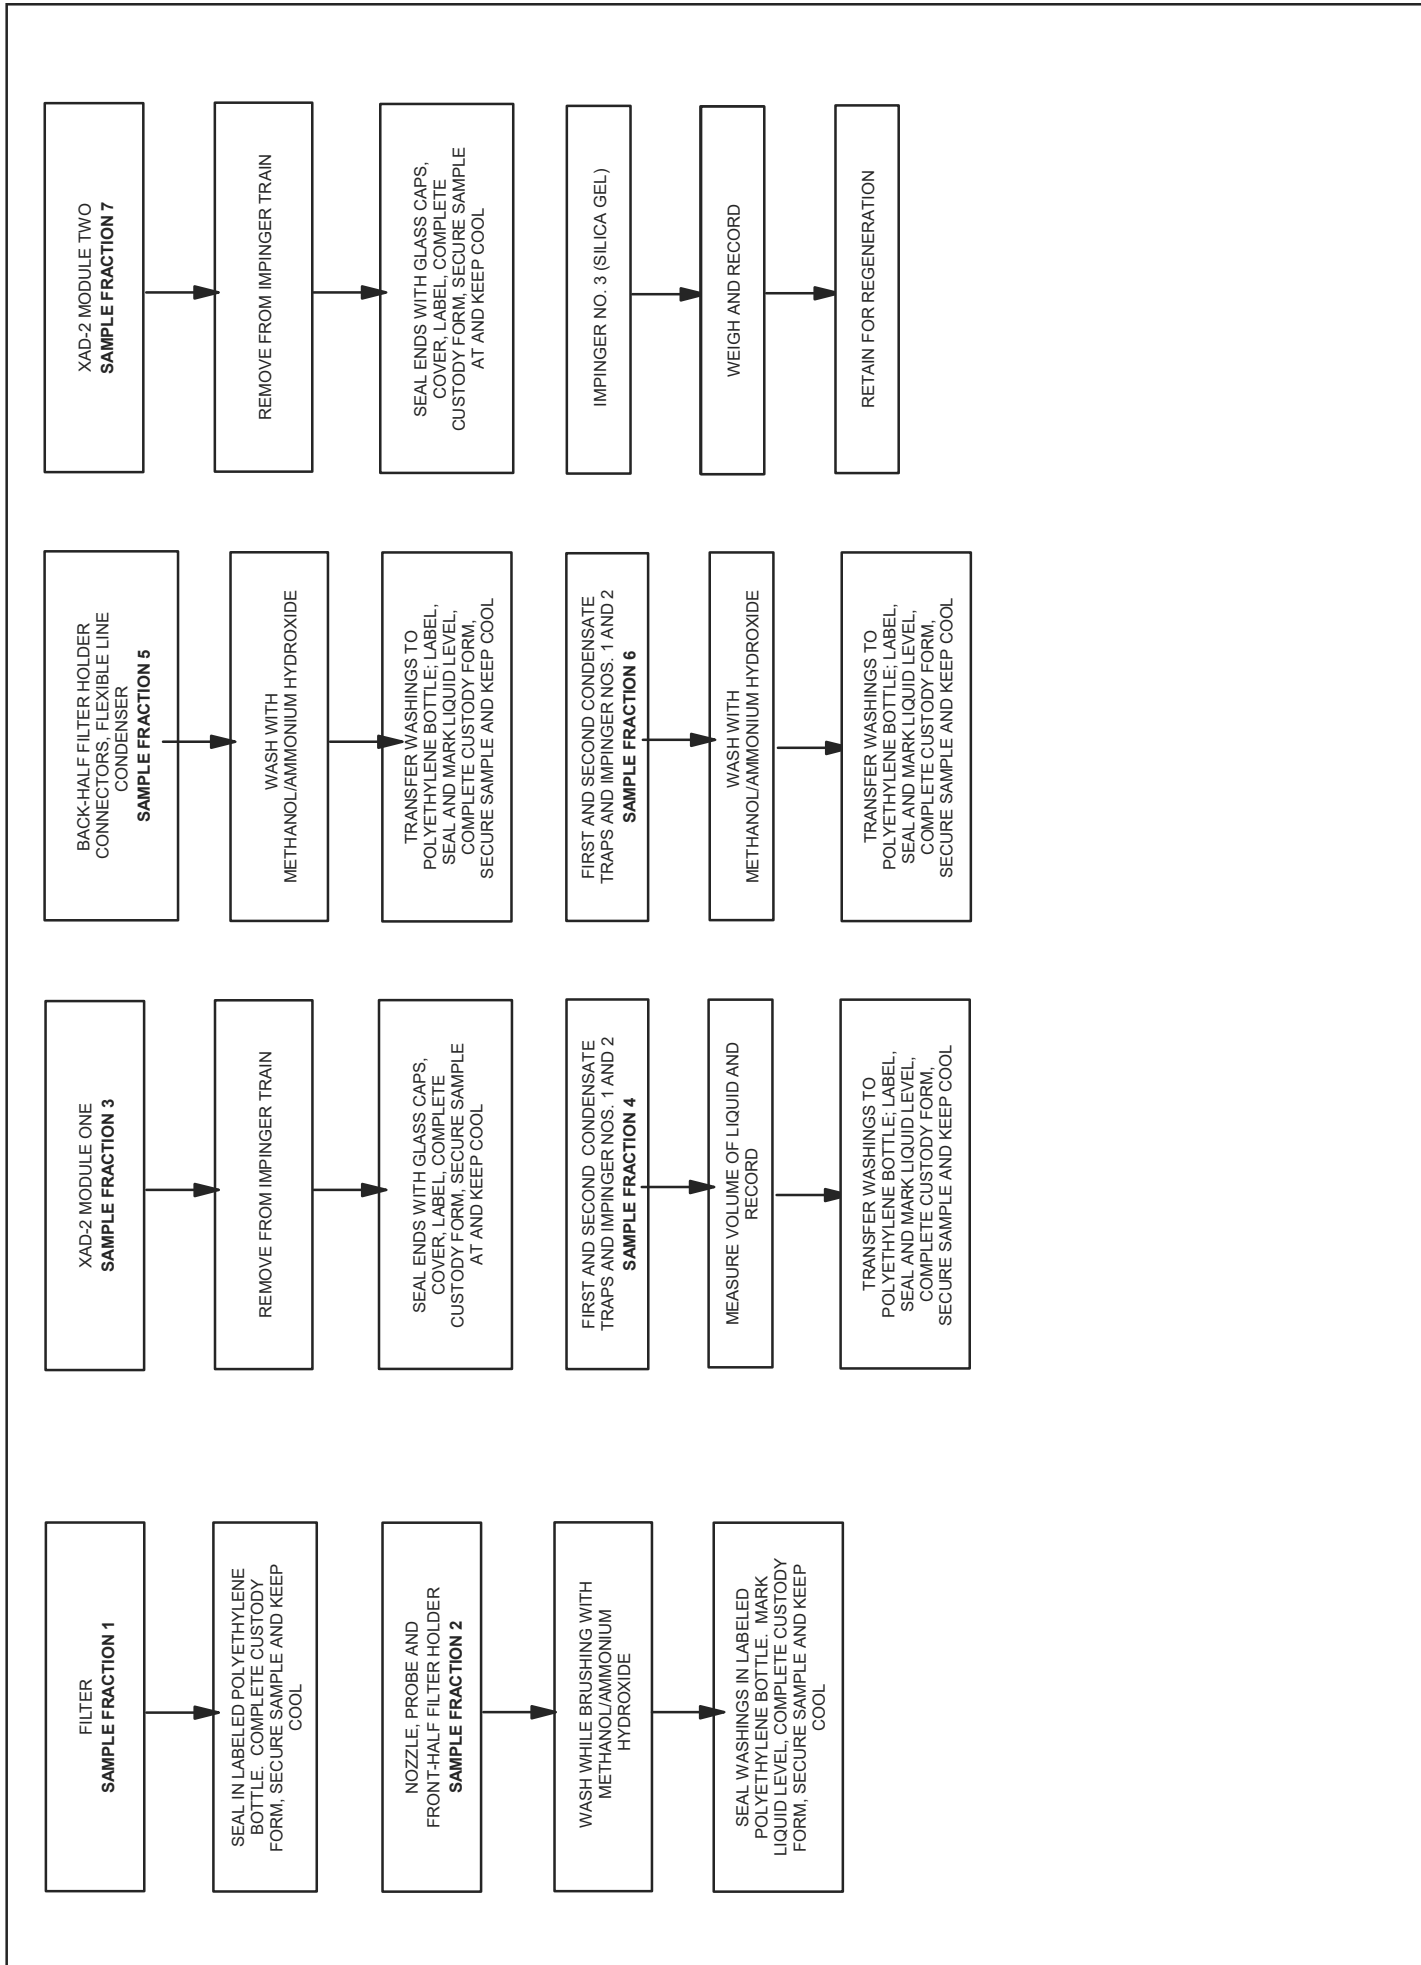 FILTER
SAMPLE FRACTION 1
SEAL IN LABELED POLYETHYLENE
BOTTLE. COMPLETE CUSTODY
FORM, SECURE SAMPLE AND KEEP
COOL
NOZZLE, PROBE AND
FRONT-HALF FILTER HOLDER
SAMPLE FRACTION 2
WASH WHILE BRUSHING WITH
METHANOL/AMMONIUM
HYDROXIDE
SEAL WASHINGS IN LABELED
POLYETHYLENE BOTTLE. MARK
LIQUID LEVEL, COMPLETE CUSTODY
FORM, SECURE SAMPLE AND KEEP
COOL
XAD-2 MODULE ONE
SAMPLE FRACTION 3
REMOVE FROM IMPINGER TRAIN
SEAL ENDS WITH GLASS CAPS,
COVER, LABEL, COMPLETE
CUSTODY FORM, SECURE SAMPLE
AT AND KEEP COOL
FIRST AND SECOND CONDENSATE
TRAPS AND IMPINGER NOS. 1 AND 2
SAMPLE FRACTION 4
MEASURE VOLUME OF LIQUID AND
RECORD
TRANSFER WASHINGS TO
POLYETHYLENE BOTTLE; LABEL,
SEAL AND MARK LIQUID LEVEL,
COMPLETE CUSTODY FORM,
SECURE SAMPLE AND KEEP COOL
BACK-HALF FILTER HOLDER
CONNECTORS, FLEXIBLE LINE
CONDENSER
SAMPLE FRACTION 5
WASH WITH
METHANOL/AMMONIUM HYDROXIDE
TRANSFER WASHINGS TO
POLYETHYLENE BOTTLE; LABEL,
SEAL AND MARK LIQUID LEVEL,
COMPLETE CUSTODY FORM,
SECURE SAMPLE AND KEEP COOL
FIRST AND SECOND CONDENSATE
TRAPS AND IMPINGER NOS. 1 AND 2
SAMPLE FRACTION 6
WASH WITH
METHANOL/AMMONIUM HYDROXIDE
TRANSFER WASHINGS TO
POLYETHYLENE BOTTLE; LABEL,
SEAL AND MARK LIQUID LEVEL,
COMPLETE CUSTODY FORM,
SECURE SAMPLE AND KEEP COOL
XAD-2 MODULE TWO
SAMPLE FRACTION 7
REMOVE FROM IMPINGER TRAIN
SEAL ENDS WITH GLASS CAPS,
COVER, LABEL, COMPLETE
CUSTODY FORM, SECURE SAMPLE
AT AND KEEP COOL
IMPINGER NO. 3 (SILICA GEL)
WEIGH AND RECORD
RETAIN FOR REGENERATION